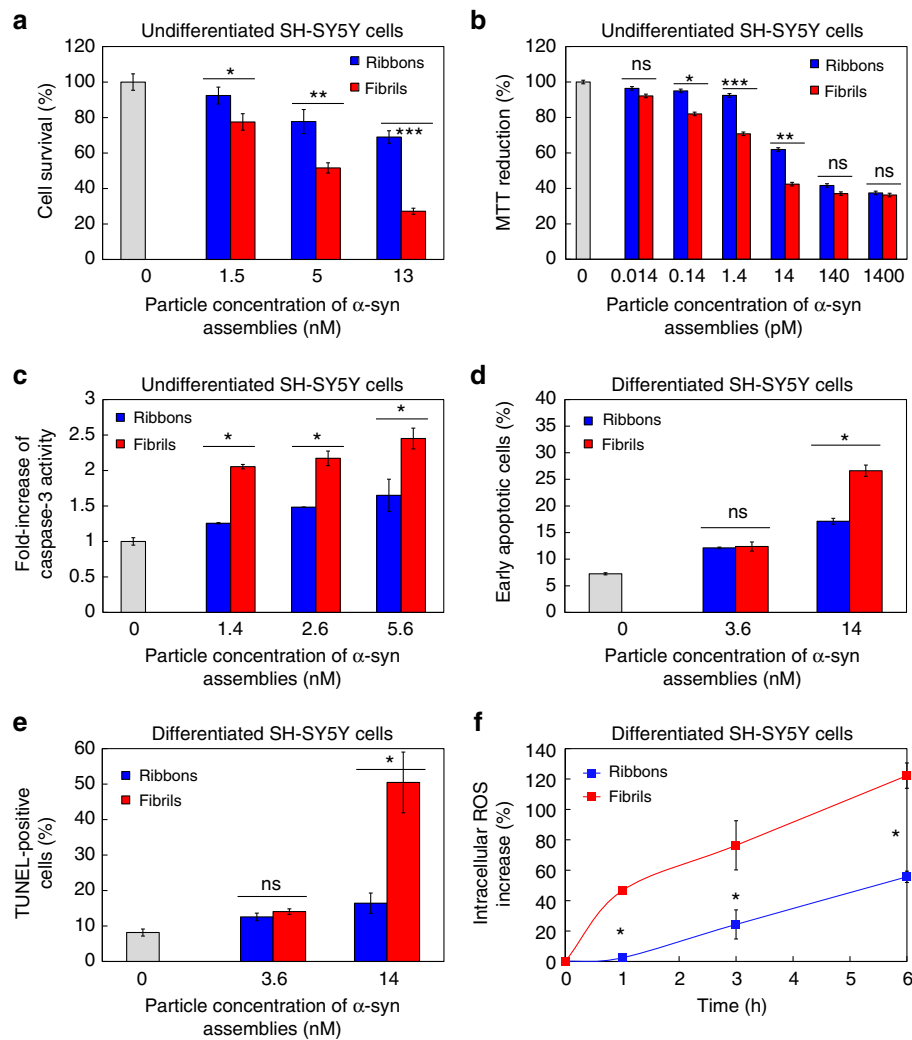 a
Undifferentiated SH-SY5Y cells
120
100
80
60
40
20
0
Cell survival (%)
Ribbons
Fibrils
*
**
***
0 1.5 5 13
Particle concentration of α-syn
assemblies (nM)
b
Undifferentiated SH-SY5Y cells
120
100
80
60
40
20
0
MTT reduction (%)
Ribbons
Fibrils
ns
*
***
**
ns
ns
0 0.014 0.14 1.4 14 140 1400
Particle concentration of α-syn
assemblies (pM)
c
Undifferentiated SH-SY5Y cells
3
2.5
2
1.5
1
0.5
0
Fold-increase of
caspase-3 activity
Ribbons
Fibrils
*
*
*
0 1.4 2.6 5.6
Particle concentration of α-syn
assemblies (nM)
d
Differentiated SH-SY5Y cells
40
35
30
25
20
15
10
5
0
Early apoptotic cells (%)
Ribbons
Fibrils
ns
*
0 3.6 14
Particle concentration of α-syn
assemblies (nM)
e
Differentiated SH-SY5Y cells
60
50
40
30
20
10
0
TUNEL-positive
cells (%)
Ribbons
Fibrils
ns
*
0 3.6 14
Particle concentration of α-syn
assemblies (nM)
f
Differentiated SH-SY5Y cells
140
120
100
80
60
40
20
0
Intracellular ROS
increase (%)
Ribbons
Fibrils
*
*
*
0 1 2 3 4 5 6
Time (h)